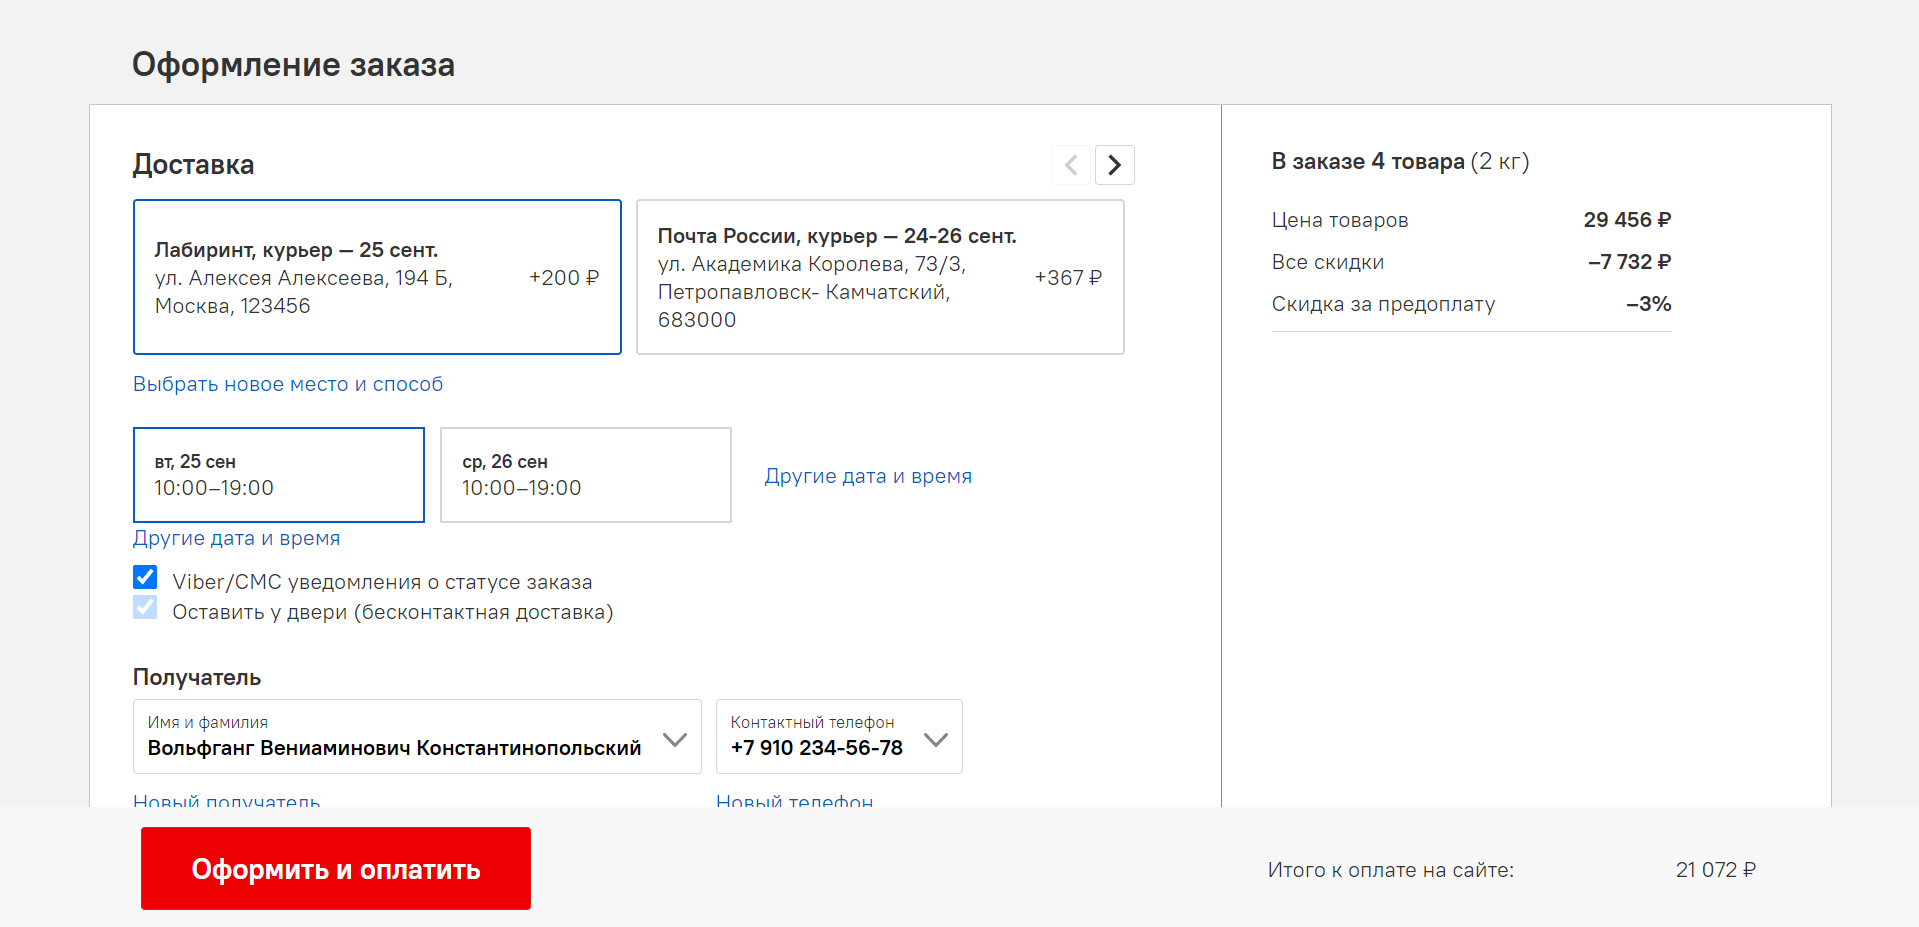 Оформление заказа
Доставка
Лабиринт, курьер — 25 сент.
ул. Алексея Алексеева, 194 Б,
Москва, 123456
+200 ₽
Почта России, курьер — 24-26 сент.
ул. Академика Королева, 73/3,
Петропавловск- Камчатский,
683000
+367 ₽
Выбрать новое место и способ
вт, 25 сен
10:00–19:00
ср, 26 сен
10:00–19:00
Другие дата и время
Другие дата и время
Viber/СМС уведомления о статусе заказа
Оставить у двери (бесконтактная доставка)
Получатель
Имя и фамилия
Вольфганг Вениаминович Константинопольский
Контактный телефон
+7 910 234-56-78
Новый получатель
Новый телефон
В заказе 4 товара (2 кг)
Цена товаров 29 456 ₽
Все скидки –7 732 ₽
Скидка за предоплату –3%
Оформить и оплатить
Итого к оплате на сайте: 21 072 ₽